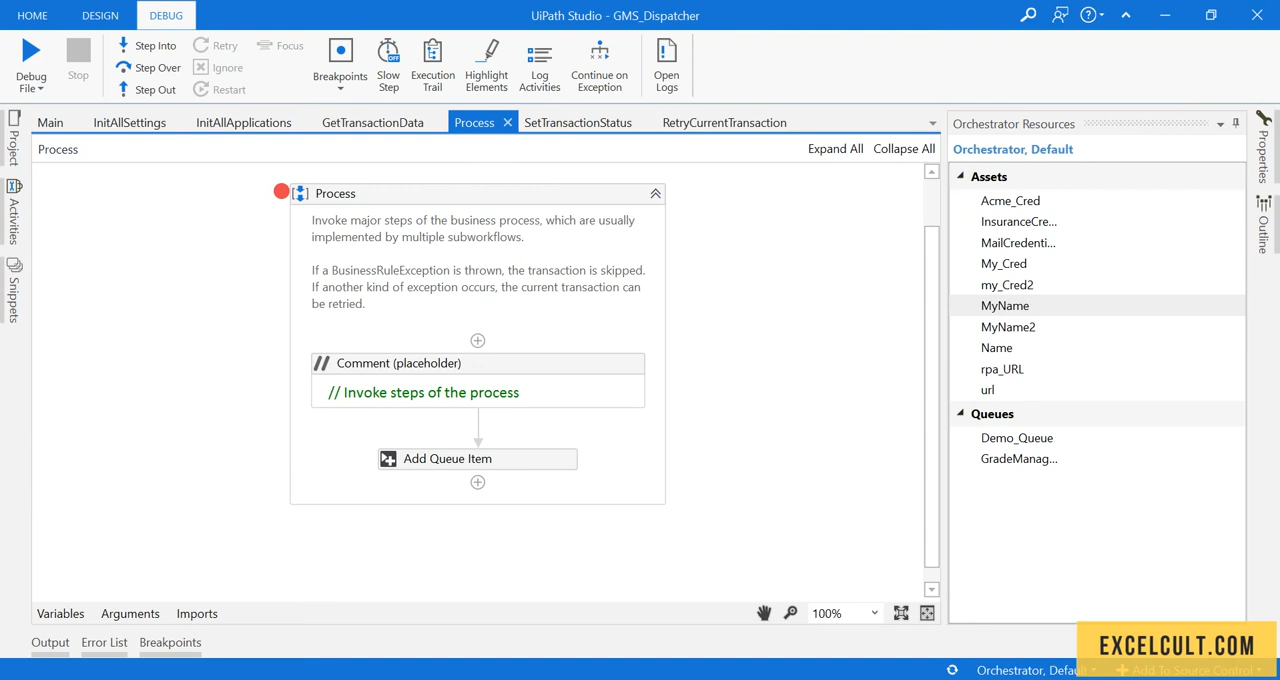 HOME DESIGN DEBUG UiPath Studio - GMS_Dispatcher
Debug File
Stop
Step Into
Step Over
Step Out
Retry
Ignore
Restart
Focus
Breakpoints
Slow Step
OFF
Execution Trail
Highlight Elements
Log Activities
Continue on Exception
Open Logs
Main InitAllSettings InitAllApplications GetTransactionData Process SetTransactionStatus RetryCurrentTransaction
Process
Expand All Collapse All
Project
Activities
Snippets
Process
Invoke major steps of the business process, which are usually
implemented by multiple subworkflows.
If a BusinessRuleException is thrown, the transaction is skipped.
If another kind of exception occurs, the current transaction can
be retried.
Comment (placeholder)
// Invoke steps of the process
Add Queue Item
Variables Arguments Imports
100%
Output Error List Breakpoints
Orchestrator Resources
Orchestrator, Default
Assets
Acme_Cred
InsuranceCre...
MailCredenti...
My_Cred
my_Cred2
MyName
MyName2
Name
rpa_URL
url
Queues
Demo_Queue
GradeManag...
Properties
Outline
EXCELCULT.COM
Orchestrator, Default
Add To Source Control